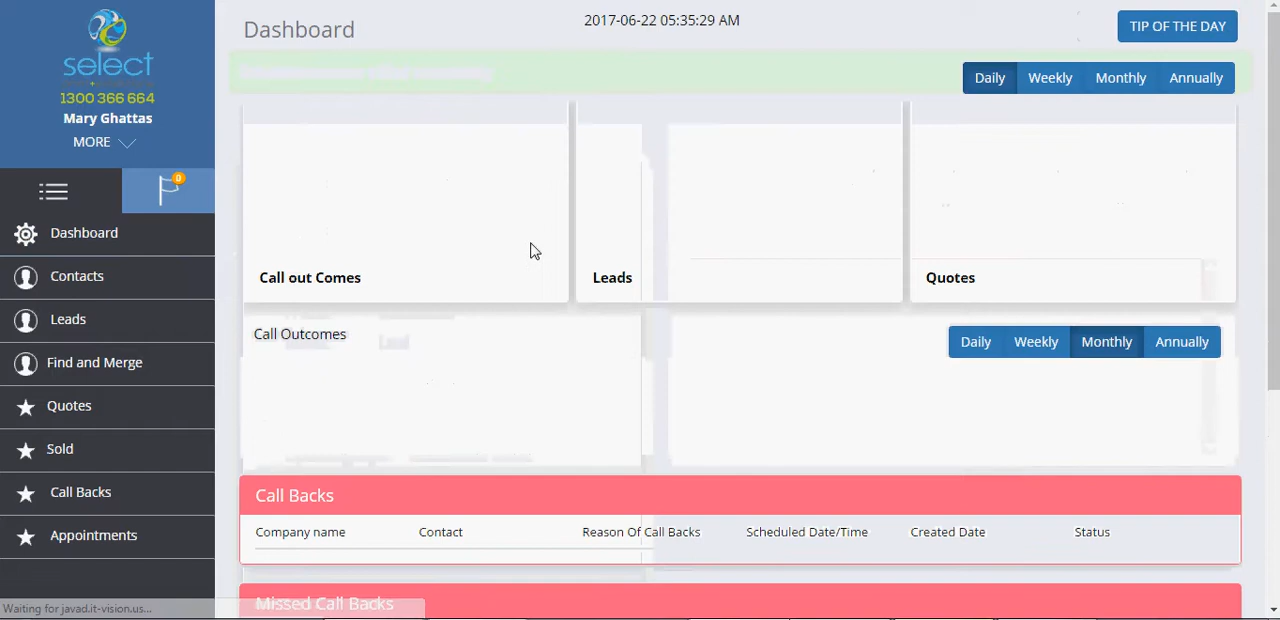 select
1300 366 664
Mary Ghattas
MORE
0
Dashboard
Contacts
Leads
Find and Merge
Quotes
Sold
Call Backs
Appointments
Waiting for javad.it-vision.us...
Dashboard
2017-06-22 05:35:29 AM
TIP OF THE DAY
Daily Weekly Monthly Annually
Call out Comes
Leads
Quotes
Call Outcomes
Daily Weekly Monthly Annually
Call Backs
Company name Contact Reason Of Call Backs Scheduled Date/Time Created Date Status
Missed Call Backs